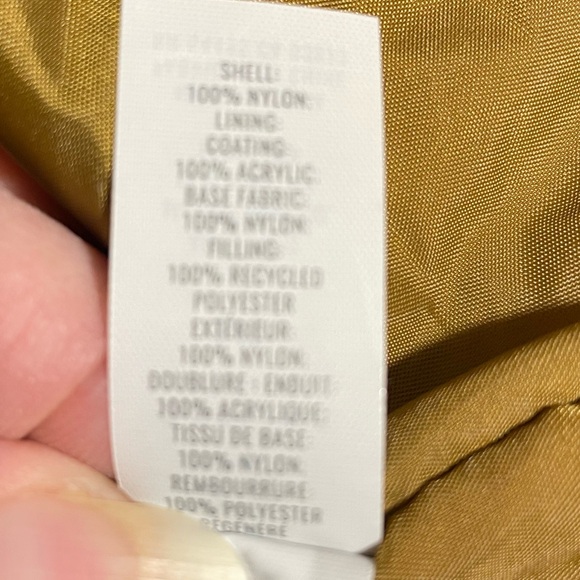 SHELL:
100% NYLON;
LINING:
COATING:
100% ACRYLIC;
BASE FABRIC:
100% NYLON;
FILLING:
100% RECYCLED
POLYESTER
EXTÉRIEUR:
100% NYLON;
DOUBLURE : ENDUIT:
100% ACRYLIQUE;
TISSU DE BASE:
100% NYLON;
REMBOURRURE:
100% POLYESTER
RÉGÉNÉRÉ